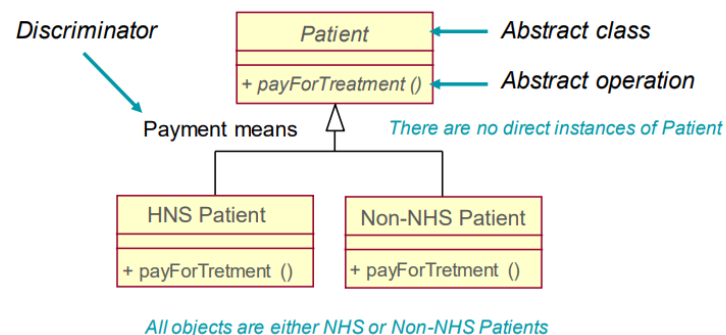 Discriminator
Patient
Abstract class
+ payForTreatment ()
Abstract operation
Payment means
There are no direct instances of Patient
HNS Patient
Non-NHS Patient
+ payForTretment ()
+ payForTretment ()
All objects are either NHS or Non-NHS Patients